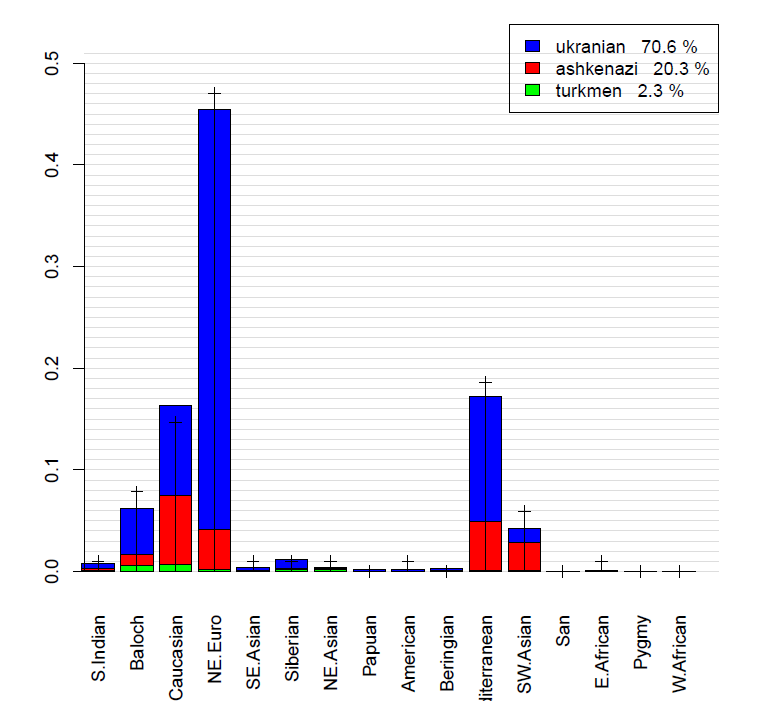 ukranian 70.6 %
ashkenazi 20.3 %
turkmen 2.3 %
0.5
0.4
0.3
0.2
0.1
0.0
S.Indian
Baloch
Caucasian
NE.Euro
SE.Asian
Siberian
NE.Asian
Papuan
American
Beringian
diterranean
SW.Asian
San
E.African
Pygmy
W.African